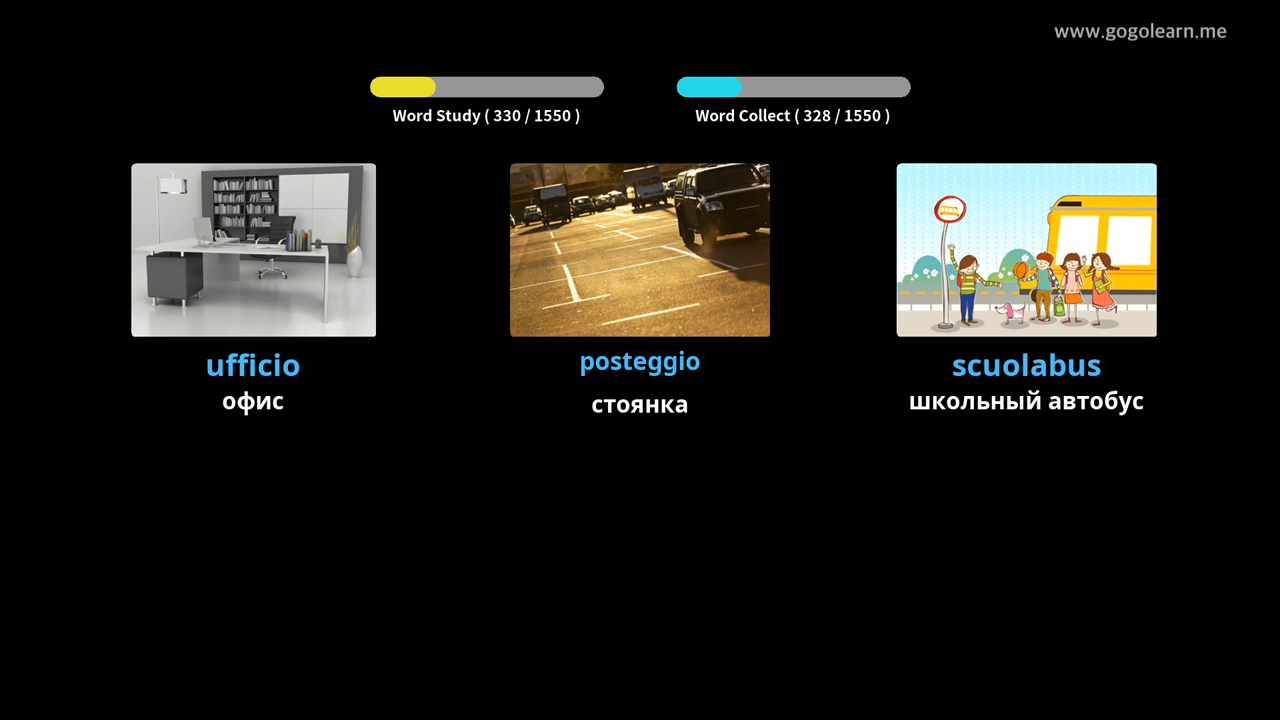 www.gogolearn.me
Word Study ( 330 / 1550 )
Word Collect ( 328 / 1550 )
ufficio
офис
posteggio
стоянка
scuolabus
школьный автобус